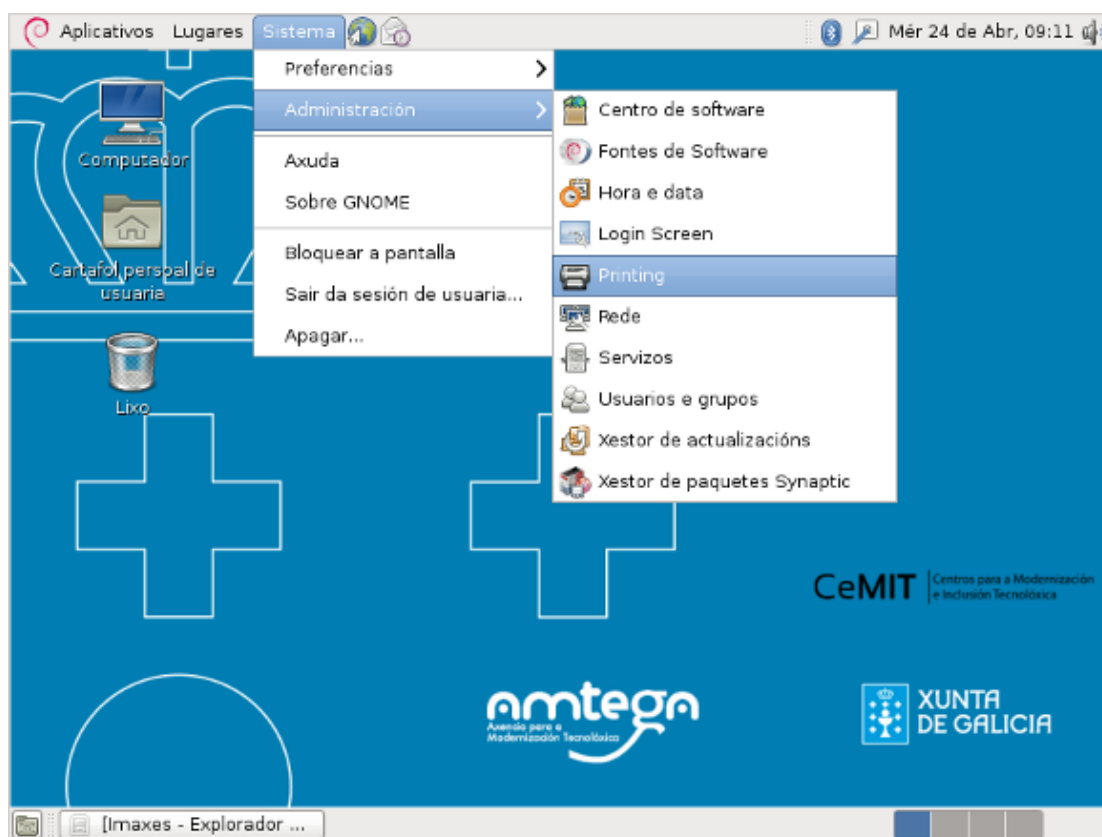 Aplicativos Lugares Sistema Mér 24 de Abr, 09:11
Preferencias
Administración
Axuda
Sobre GNOME
Bloquear a pantalla
Sair da sesión de usuaria...
Apagar...
Centro de software
Fontes de Software
Hora e data
Login Screen
Printing
Rede
Servizos
Usuarios e grupos
Xestor de actualizacións
Xestor de paquetes Synaptic
Computador
Cartafol persoal de
usuaria
Lixo
CeMIT Centros para a Modernización
e Inclusión Tecnolóxica
amtega
Axencia para a
Modernización Tecnolóxica
XUNTA
DE GALICIA
[Imaxes - Explorador ...